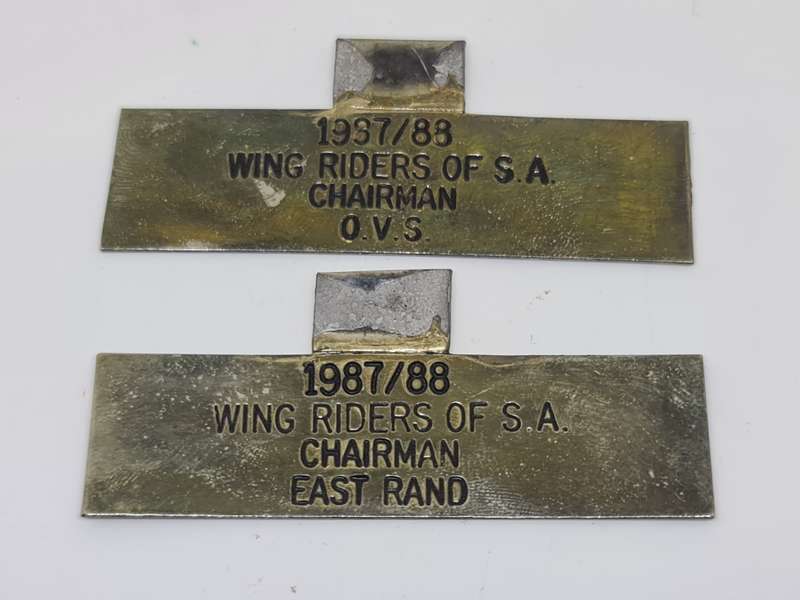 1987/88
WING RIDERS OF S.A.
CHAIRMAN
O.V.S.
1987/88
WING RIDERS OF S.A.
CHAIRMAN
EAST RAND